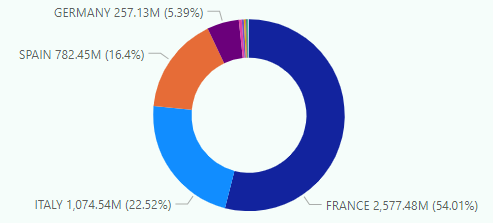 GERMANY 257.13M (5.39%)
SPAIN 782.45M (16.4%)
ITALY 1,074.54M (22.52%)
FRANCE 2,577.48M (54.01%)